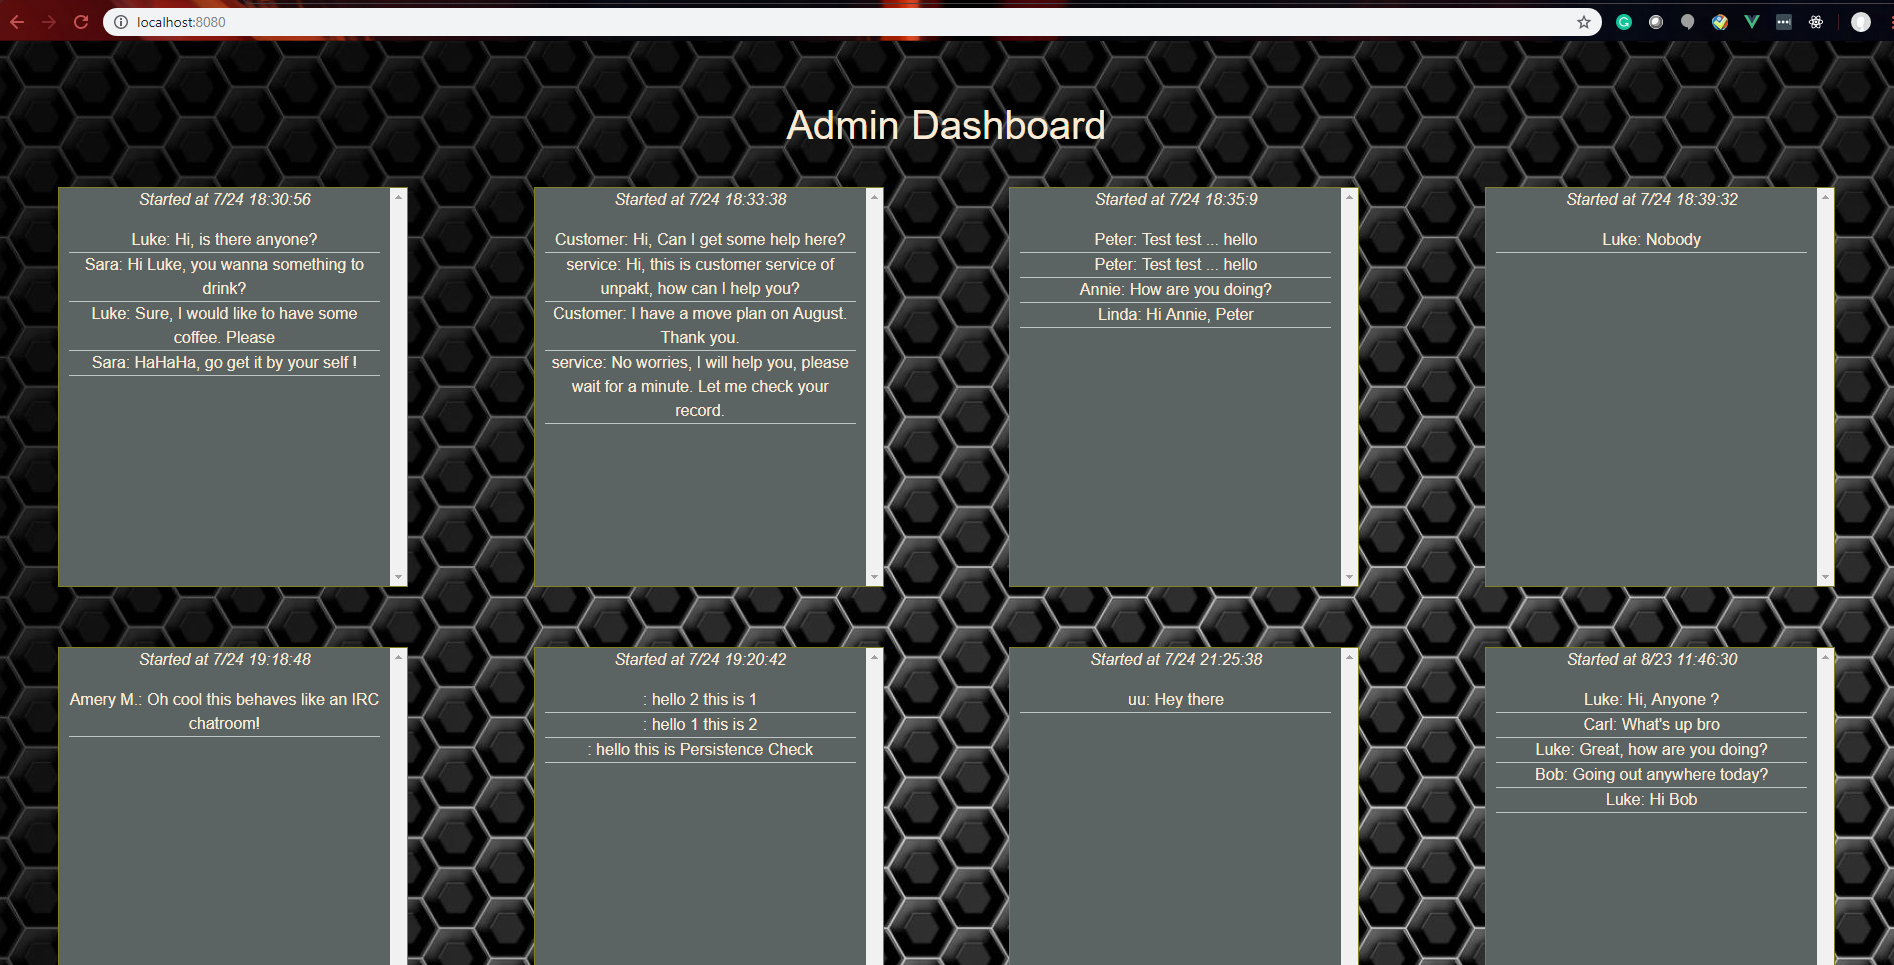 localhost:8080
Admin Dashboard
Started at 7/24 18:30:56
Luke: Hi, is there anyone?
Sara: Hi Luke, you wanna something to
drink?
Luke: Sure, I would like to have some
coffee. Please
Sara: HaHaHa, go get it by your self !
Started at 7/24 18:33:38
Customer: Hi, Can I get some help here?
service: Hi, this is customer service of
unpakt, how can I help you?
Customer: I have a move plan on August.
Thank you.
service: No worries, I will help you, please
wait for a minute. Let me check your
record.
Started at 7/24 18:35:9
Peter: Test test ... hello
Peter: Test test ... hello
Annie: How are you doing?
Linda: Hi Annie, Peter
Started at 7/24 18:39:32
Luke: Nobody
Started at 7/24 19:18:48
Amery M.: Oh cool this behaves like an IRC
chatroom!
Started at 7/24 19:20:42
: hello 2 this is 1
: hello 1 this is 2
: hello this is Persistence Check
Started at 7/24 21:25:38
uu: Hey there
Started at 8/23 11:46:30
Luke: Hi, Anyone ?
Carl: What's up bro
Luke: Great, how are you doing?
Bob: Going out anywhere today?
Luke: Hi Bob